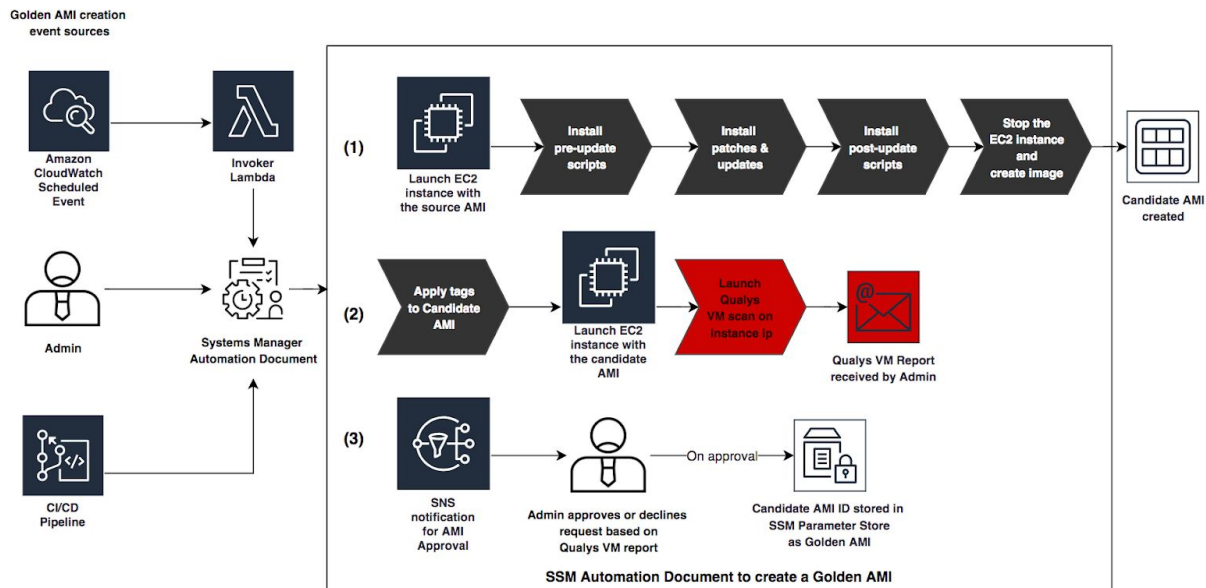 Golden AMI creation
event sources
Amazon
CloudWatch
Scheduled
Event
Invoker
Lambda
Admin
Systems Manager
Automation Document
CI/CD
Pipeline
(1)
Launch EC2
instance with
the source AMI
Install
pre-update
scripts
Install
patches &
updates
Install
post-update
scripts
Stop the
EC2 instance
and
create image
Candidate AMI
created
(2)
Apply tags
to Candidate
AMI
Launch EC2
instance with
the candidate
AMI
Launch
Qualys
VM scan on
instance ip
@
Qualys VM Report
received by Admin
(3)
SNS
notification
for AMI
Approval
Admin approves or declines
request based on
Qualys VM report
On approval
Candidate AMI ID stored in
SSM Parameter Store
as Golden AMI
SSM Automation Document to create a Golden AMI